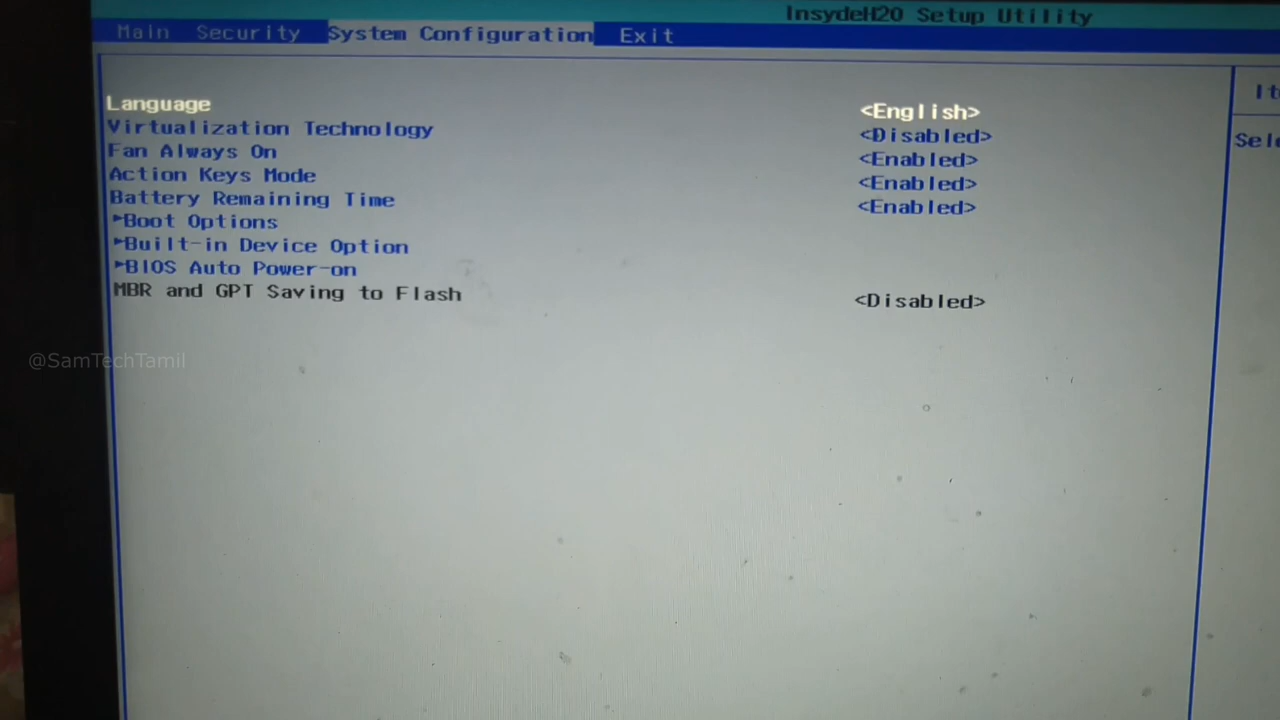 InsydeH20 Setup Utility
Main Security System Configuration Exit
Language <English>
Virtualization Technology <Disabled>
Fan Always On <Enabled>
Action Keys Mode <Enabled>
Battery Remaining Time <Enabled>
►Boot Options
►Built-in Device Option
►BIOS Auto Power-on
MBR and GPT Saving to Flash <Disabled>
@SamTechTamil